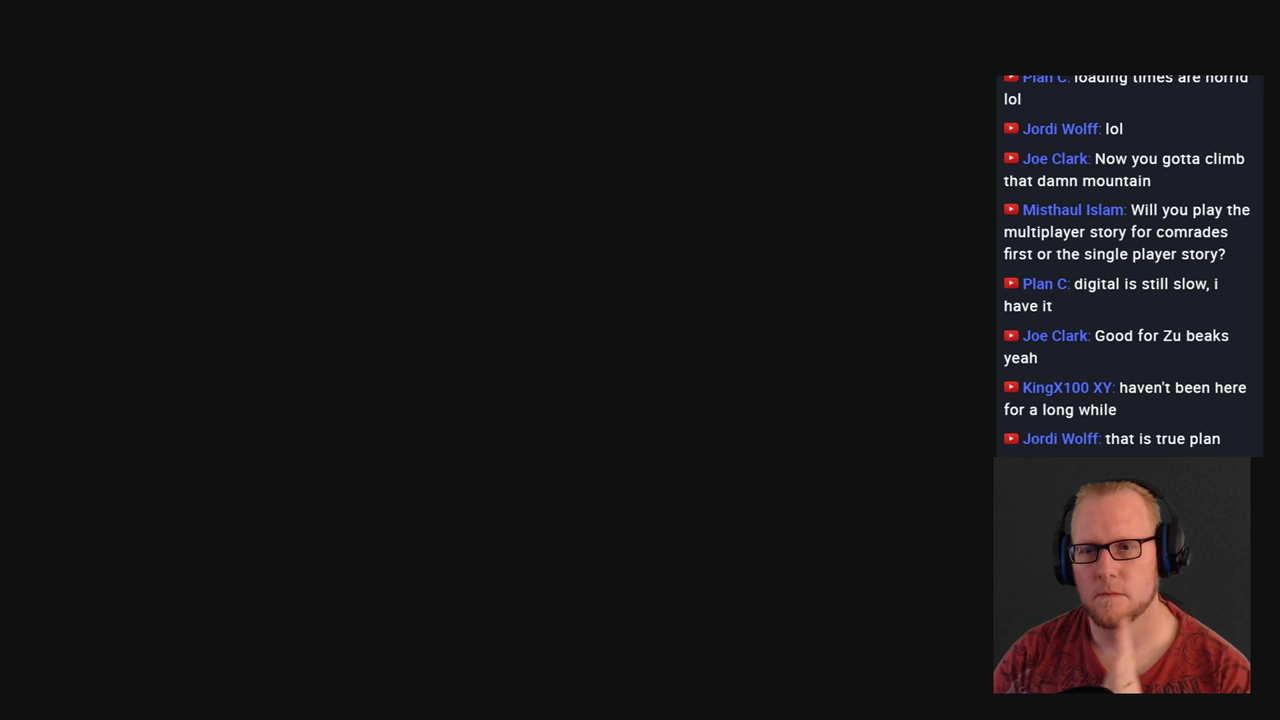 Plan C: loading times are horrid
lol
Jordi Wolff: lol
Joe Clark: Now you gotta climb
that damn mountain
Misthaul Islam: Will you play the
multiplayer story for comrades
first or the single player story?
Plan C: digital is still slow, i
have it
Joe Clark: Good for Zu beaks
yeah
KingX100 XY: haven't been here
for a long while
Jordi Wolff: that is true plan